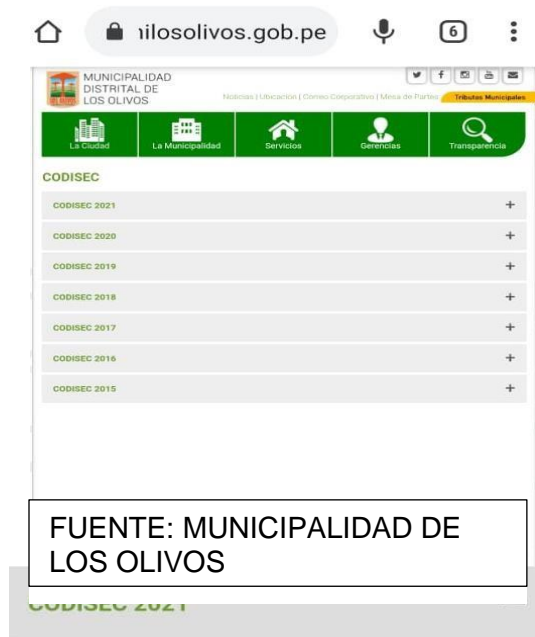 nilosolivos.gob.pe
6
MUNICIPALIDAD
DISTRITAL DE
LOS OLIVOS
Noticias | Ubicacion | Correo Corporativo | Mesa de Partes
Tributos Municipales
La Ciudad
La Municipalidad
Servicios
Gerencias
Transparencia
CODISEC
CODISEC 2021 +
CODISEC 2020 +
CODISEC 2019 +
CODISEC 2018 +
CODISEC 2017 +
CODISEC 2016 +
CODISEC 2015 +
FUENTE: MUNICIPALIDAD DE
LOS OLIVOS
CODISEC 2021